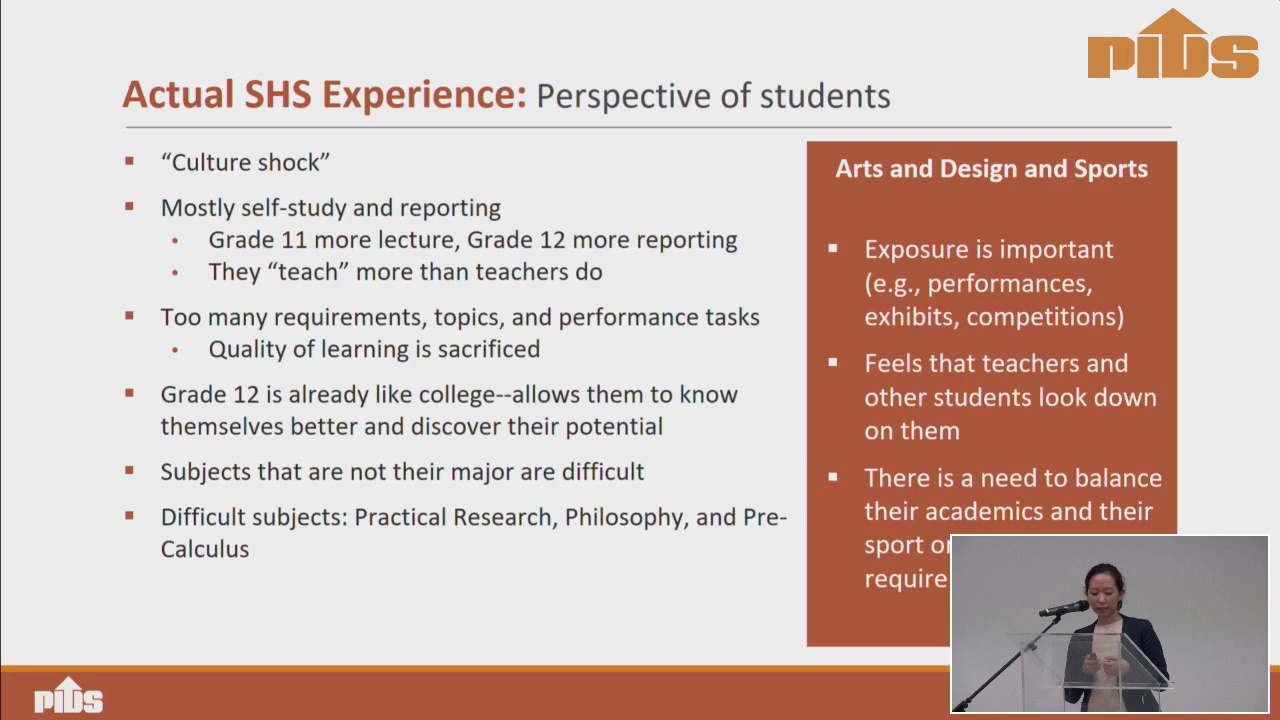 PIDS
Actual SHS Experience: Perspective of students
“Culture shock”
Mostly self-study and reporting
Grade 11 more lecture, Grade 12 more reporting
They “teach” more than teachers do
Too many requirements, topics, and performance tasks
Quality of learning is sacrificed
Grade 12 is already like college--allows them to know
themselves better and discover their potential
Subjects that are not their major are difficult
Difficult subjects: Practical Research, Philosophy, and Pre-
Calculus
Arts and Design and Sports
Exposure is important
(e.g., performances,
exhibits, competitions)
Feels that teachers and
other students look down
on them
There is a need to balance
their academics and their
sport
require
PIDS